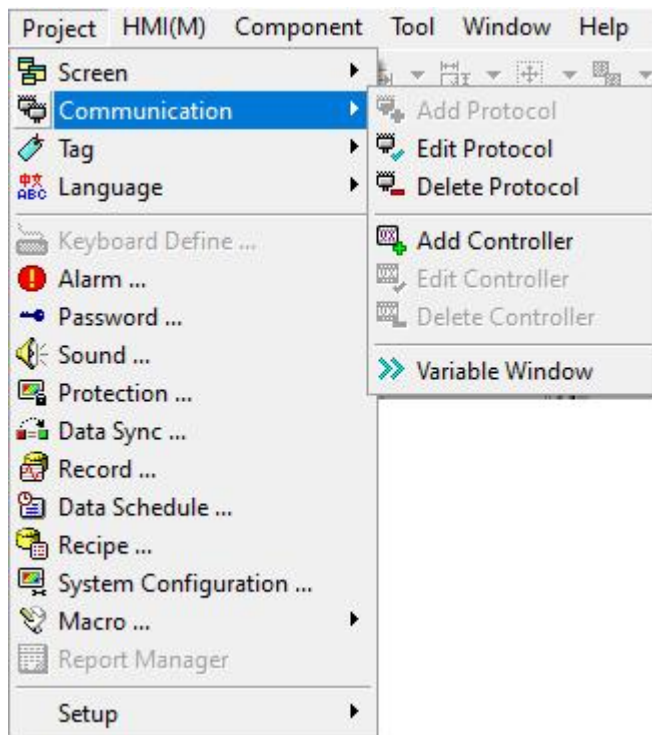 Project HMI(M) Component Tool Window Help
Screen
Communication
Tag
Language
Keyboard Define ...
Alarm ...
Password ...
Sound ...
Protection ...
Data Sync ...
Record ...
Data Schedule ...
Recipe ...
System Configuration ...
Macro ...
Report Manager
Setup
Add Protocol
Edit Protocol
Delete Protocol
Add Controller
Edit Controller
Delete Controller
Variable Window